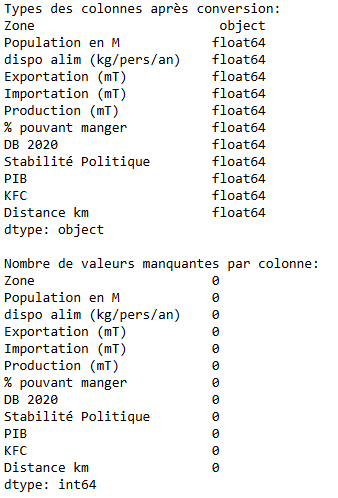 Types des colonnes après conversion:
Zone object
Population en M float64
dispo alim (kg/pers/an) float64
Exportation (mT) float64
Importation (mT) float64
Production (mT) float64
% pouvant manger float64
DB 2020 float64
Stabilité Politique float64
PIB float64
KFC float64
Distance km float64
dtype: object

Nombre de valeurs manquantes par colonne:
Zone 0
Population en M 0
dispo alim (kg/pers/an) 0
Exportation (mT) 0
Importation (mT) 0
Production (mT) 0
% pouvant manger 0
DB 2020 0
Stabilité Politique 0
PIB 0
KFC 0
Distance km 0
dtype: int64